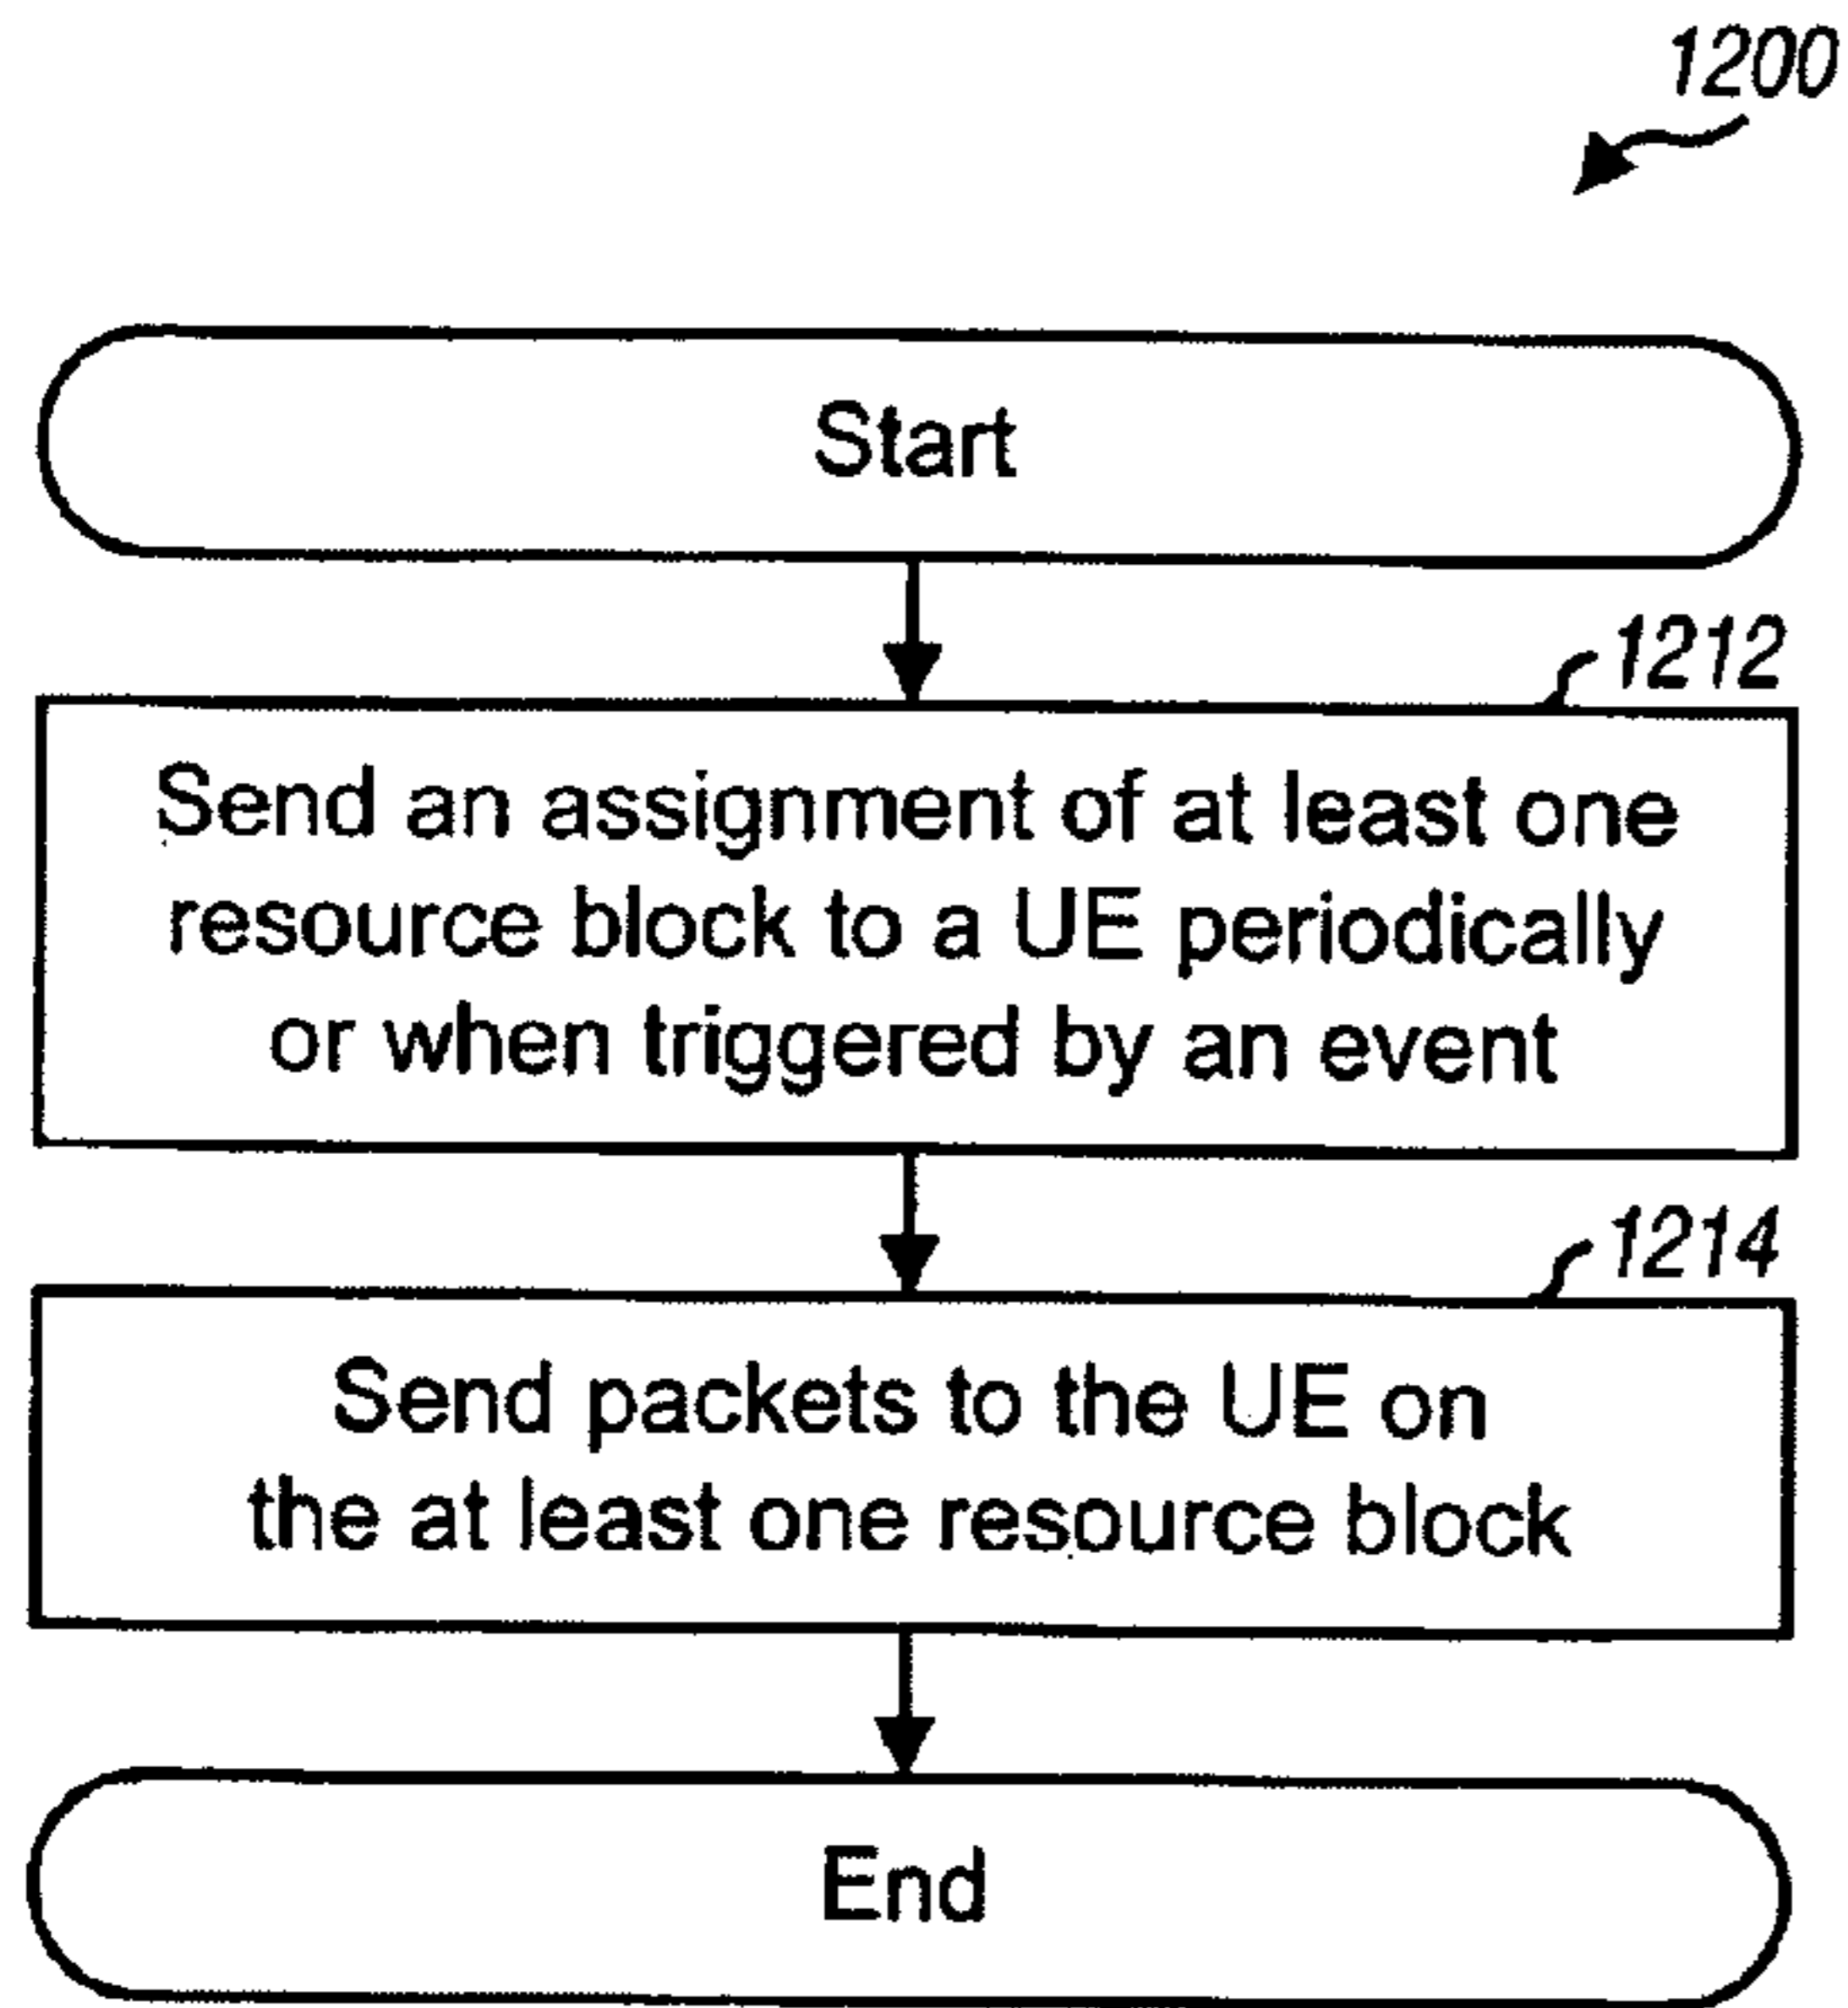 1200
Start
1212
Send an assignment of at least one
resource block to a UE periodically
or when triggered by an event
1214
Send packets to the UE on
the at least one resource block
End